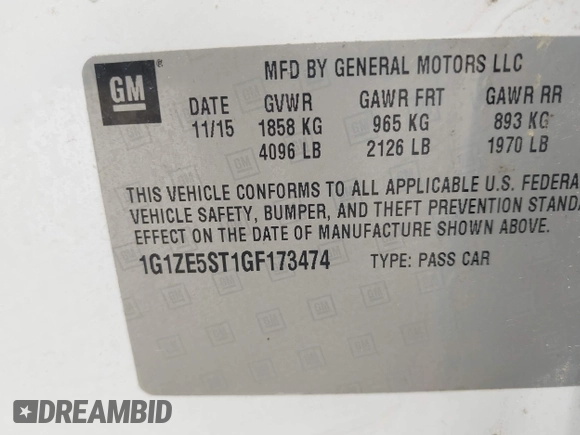 GM ®
MFD BY GENERAL MOTORS LLC
DATE GVWR GAWR FRT GAWR RR
11/15 1858 KG 965 KG 893 KG
4096 LB 2126 LB 1970 LB
THIS VEHICLE CONFORMS TO ALL APPLICABLE U.S. FEDERA
VEHICLE SAFETY, BUMPER, AND THEFT PREVENTION STANDA
EFFECT ON THE DATE OF MANUFACTURE SHOWN ABOVE.
1G1ZE5ST1GF173474 TYPE: PASS CAR
DREAMBID